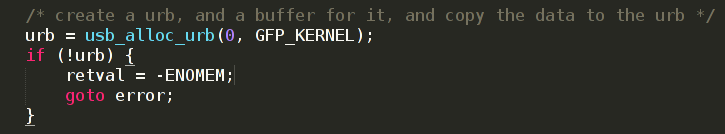 /* create a urb, and a buffer for it, and copy the data to the urb */
urb = usb_alloc_urb(0, GFP_KERNEL);
if (!urb) {
    retval = -ENOMEM;
    goto error;
}